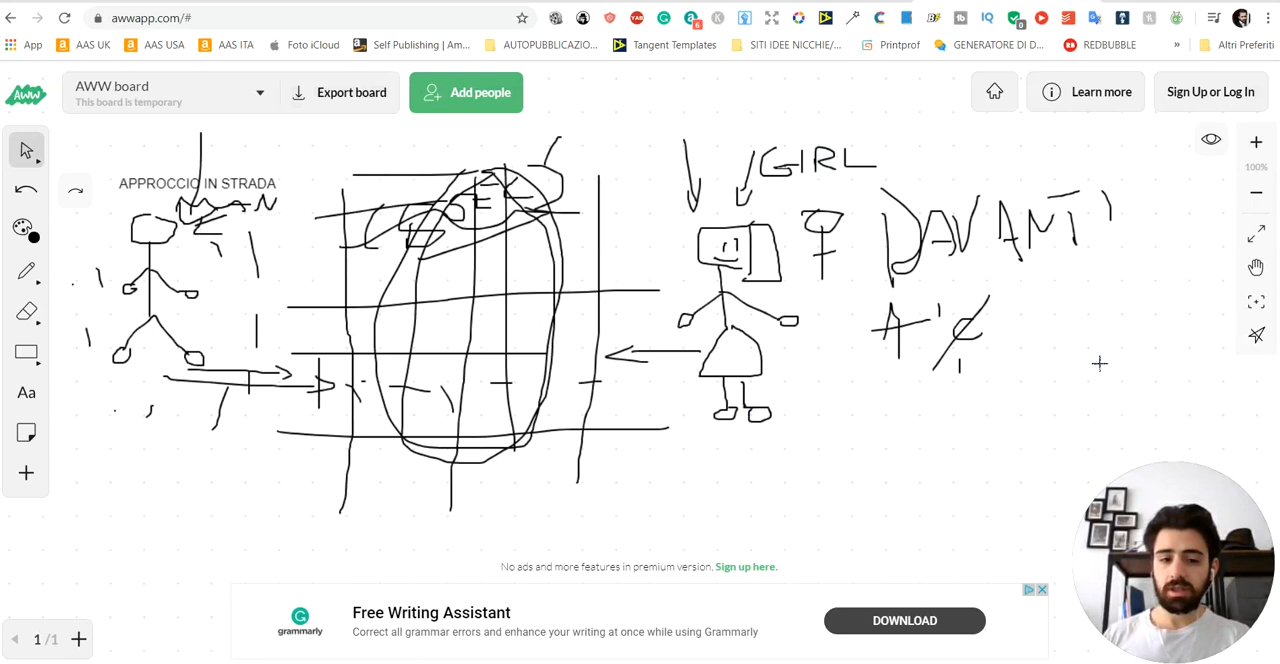 awwapp.com/#
App
AAS UK
AAS USA
AAS ITA
Foto iCloud
Self Publishing | Am...
AUTOPUBBLICAZIO...
Tangent Templates
SITI IDEE NICCHIE/...
Printprof
GENERATORE DI D...
REDBUBBLE
»
Altri Preferiti
AWW
AWW board
This board is temporary
Export board
Add people
Learn more
Sign Up or Log In
100%
APPROCCIO IN STRADA
MAN
GIRL
DAVANTI
Aa
No ads and more features in premium version. Sign up here.
grammarly
Free Writing Assistant
Correct all grammar errors and enhance your writing at once while using Grammarly
DOWNLOAD
1 /1